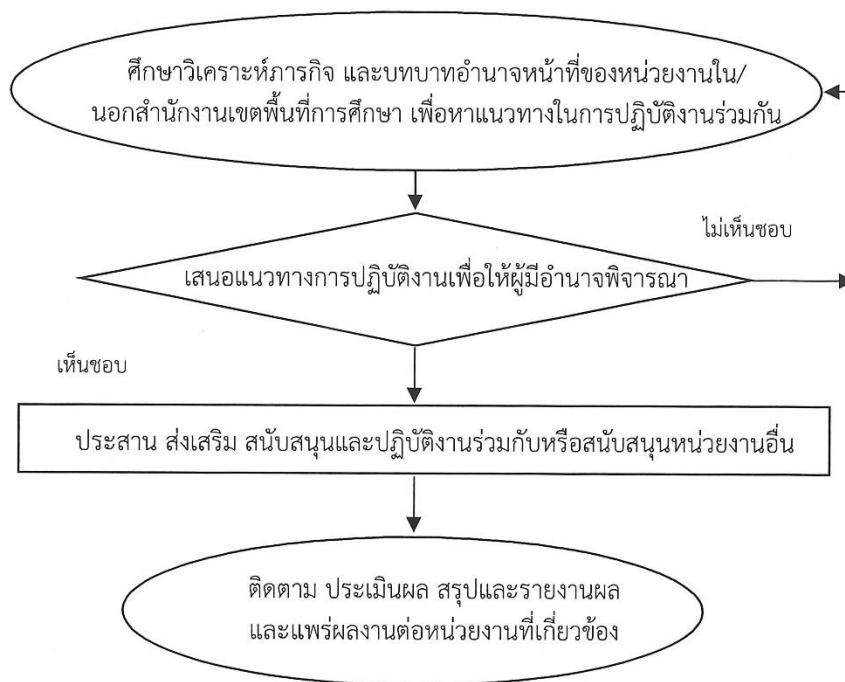 ศึกษาวิเคราะห์ภารกิจ และบทบาทอำนาจหน้าที่ของหน่วยงานใน/
นอกสำนักงานเขตพื้นที่การศึกษา เพื่อหาแนวทางในการปฏิบัติงานร่วมกัน
ไม่เห็นชอบ
เสนอแนวทางการปฏิบัติงานเพื่อให้ผู้มีอำนาจพิจารณา
เห็นชอบ
ประสาน ส่งเสริม สนับสนุนและปฏิบัติงานร่วมกับหรือสนับสนุนหน่วยงานอื่น
ติดตาม ประเมินผล สรุปและรายงานผล
และแพร่ผลงานต่อหน่วยงานที่เกี่ยวข้อง